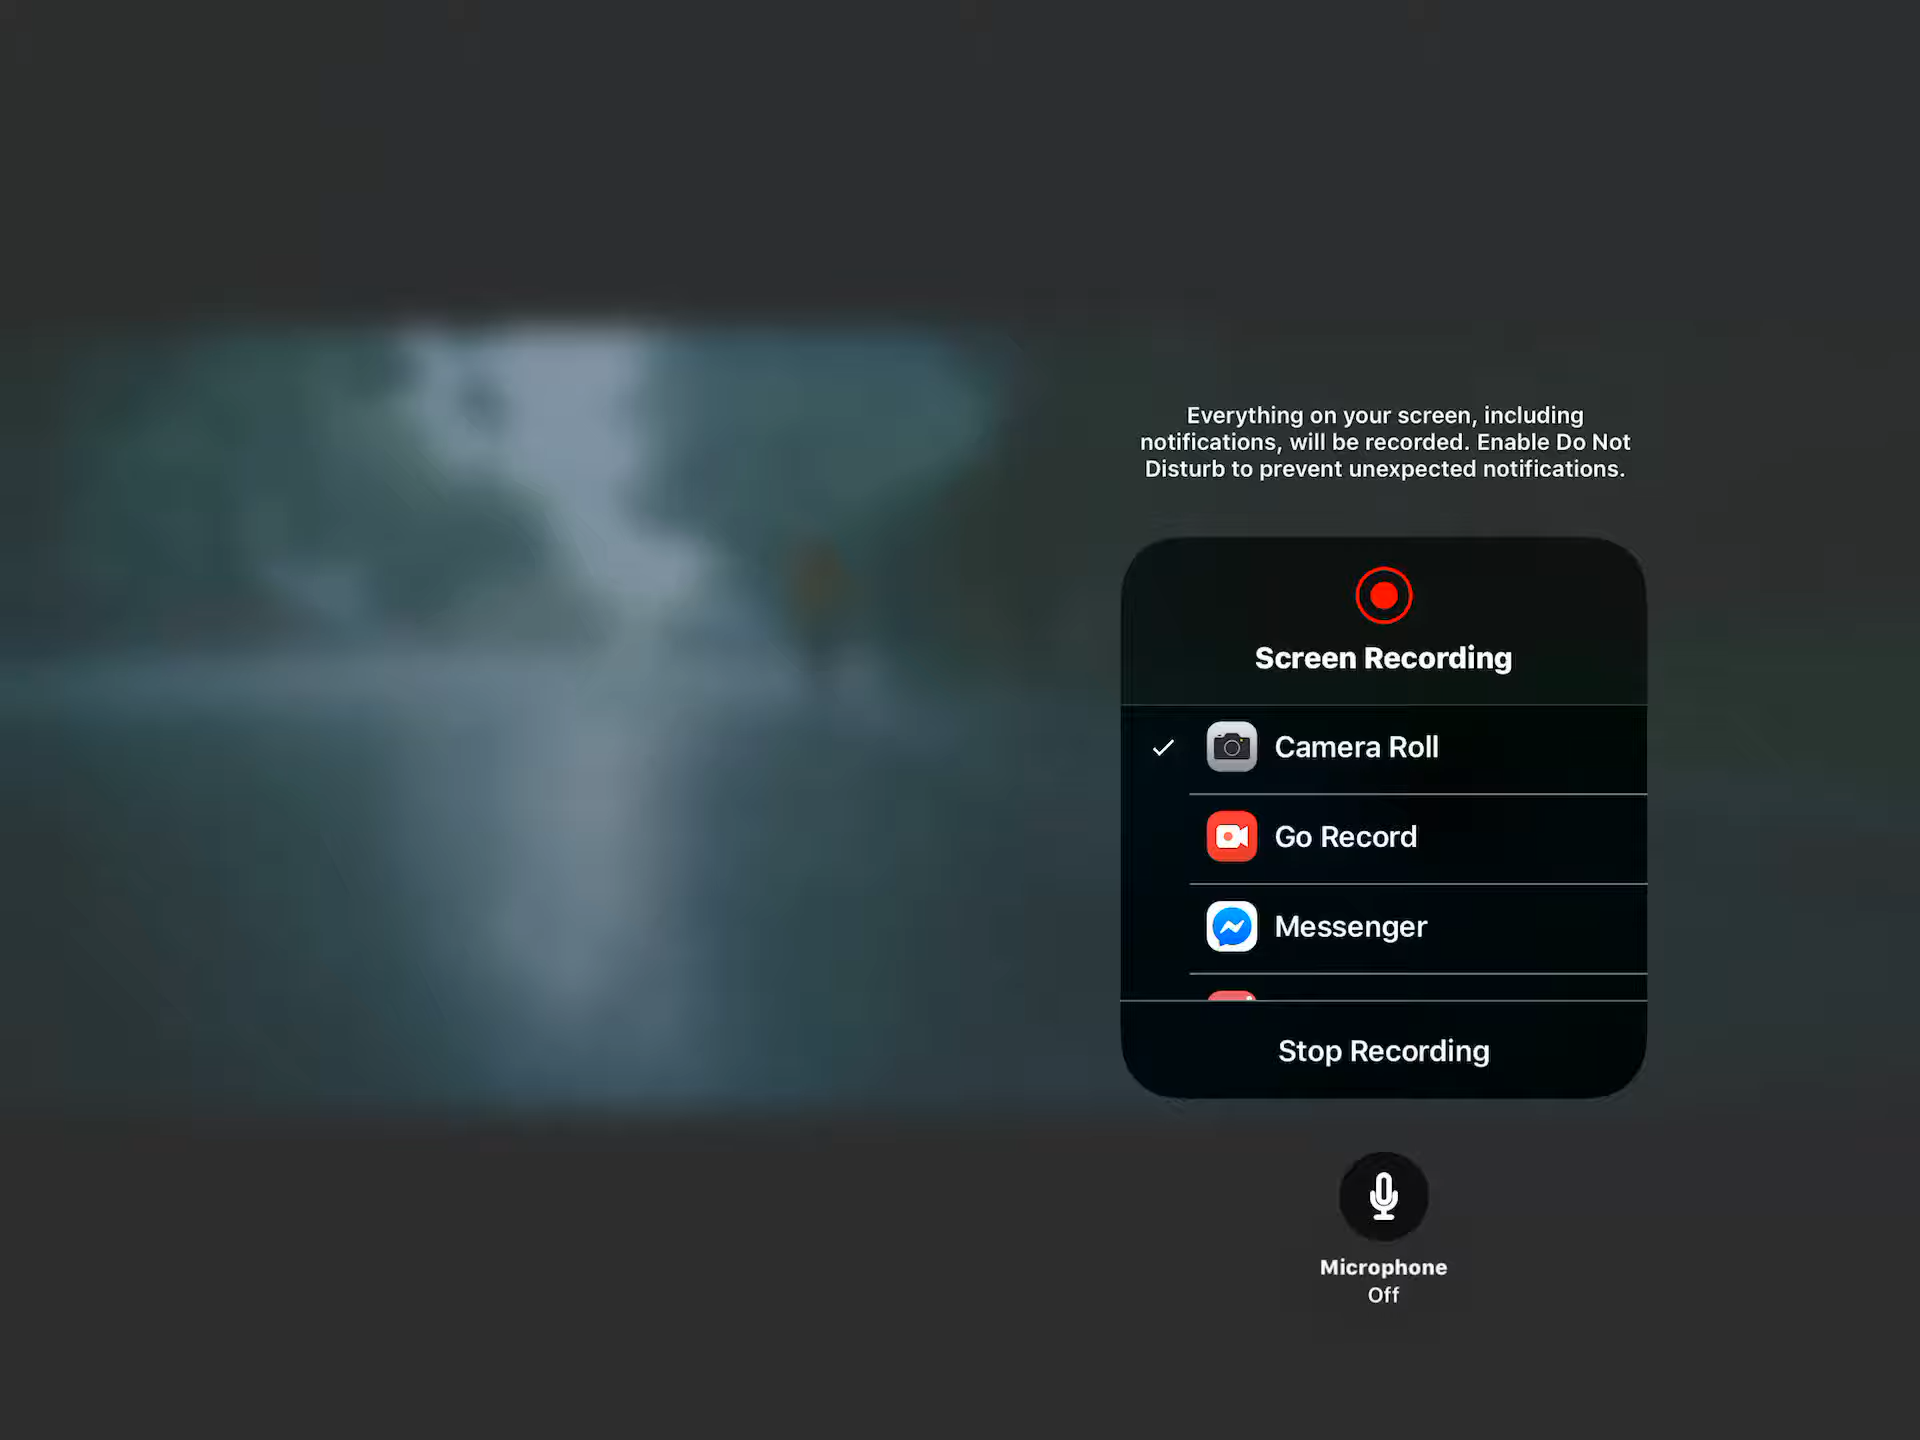 Everything on your screen, including
notifications, will be recorded. Enable Do Not
Disturb to prevent unexpected notifications.
Screen Recording
Camera Roll
Go Record
Messenger
Stop Recording
Microphone
Off